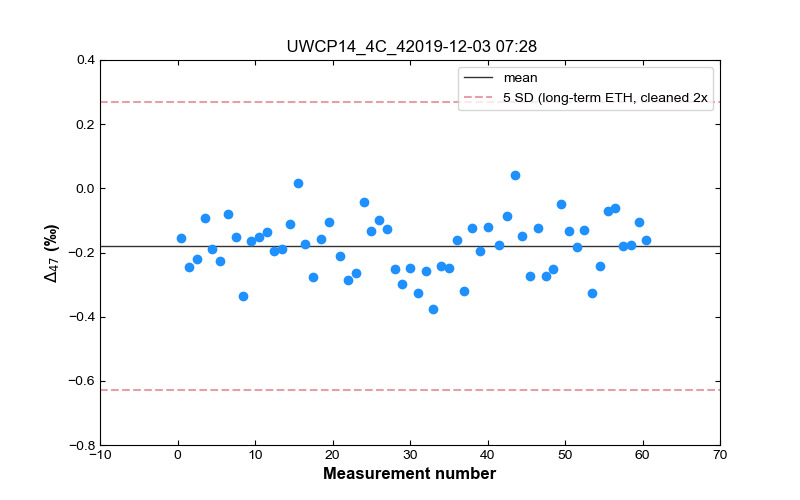 UWCP14_4C_42019-12-03 07:28
mean
5 SD (long-term ETH, cleaned 2x
0.4
0.2
0.0
−0.2
−0.4
−0.6
−0.8
Δ47 (‰)
−10 0 10 20 30 40 50 60 70
Measurement number